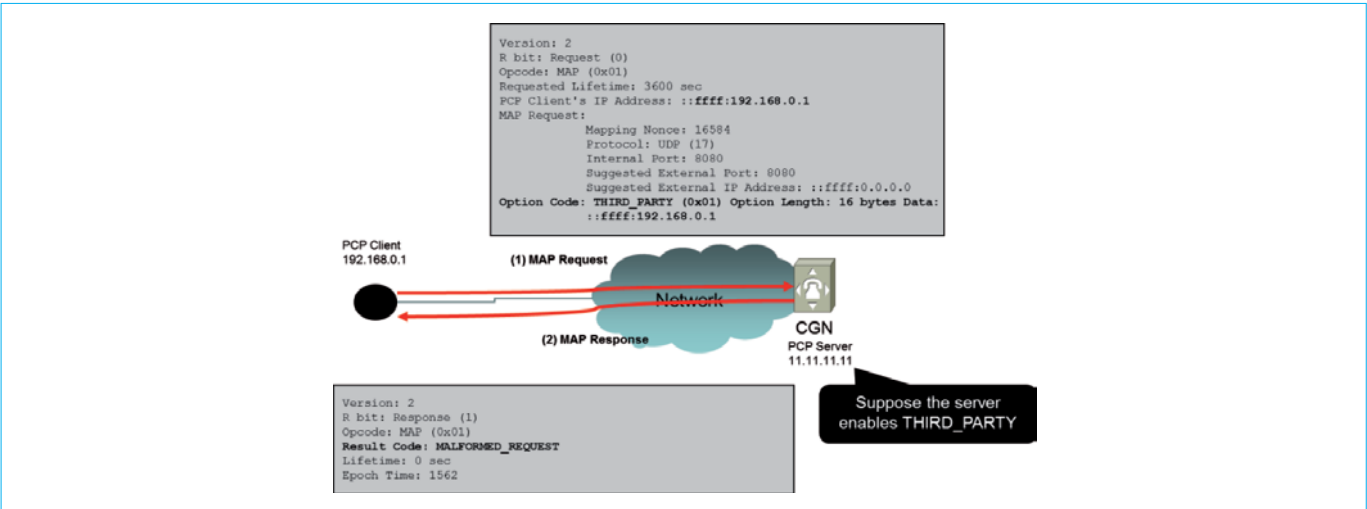 Version: 2
R bit: Request (0)
Opcode: MAP (0x01)
Requested Lifetime: 3600 sec
PCP Client's IP Address: ::ffff:192.168.0.1
MAP Request:
Mapping Nonce: 16584
Protocol: UDP (17)
Internal Port: 8080
Suggested External Port: 8080
Suggested External IP Address: ::ffff:0.0.0.0
Option Code: THIRD_PARTY (0x01) Option Length: 16 bytes Data:
::ffff:192.168.0.1
PCP Client
192.168.0.1
(1) MAP Request
Network
(2) MAP Response
CGN
PCP Server
11.11.11.11
Suppose the server
enables THIRD_PARTY
Version: 2
R bit: Response (1)
Opcode: MAP (0x01)
Result Code: MALFORMED_REQUEST
Lifetime: 0 sec
Epoch Time: 1562